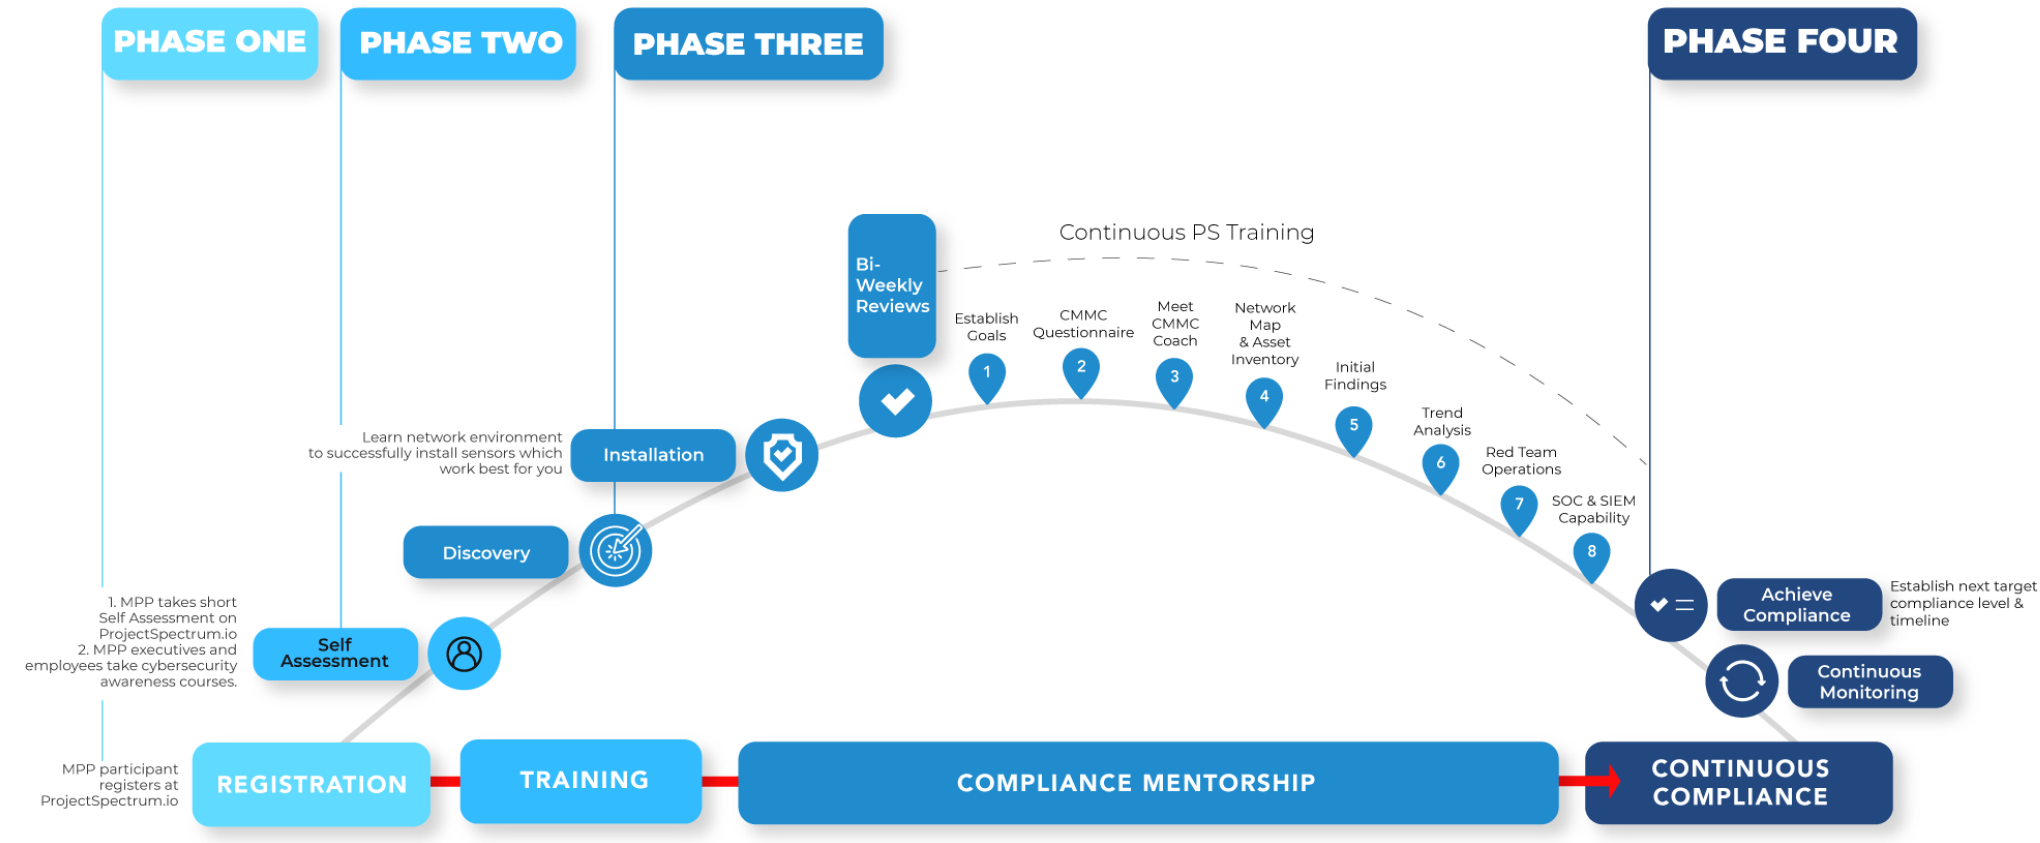 PHASE ONE
PHASE TWO
PHASE THREE
PHASE FOUR
Continuous PS Training
Bi-
Weekly
Reviews
Establish
Goals
1
CMMC
Questionnaire
2
Meet
CMMC
Coach
3
Network
Map
& Asset
Inventory
4
Initial
Findings
5
Trend
Analysis
6
Red Team
Operations
7
SOC & SIEM
Capability
8
Learn network environment
to successfully install sensors which
work best for you
Installation
Discovery
1. MPP takes short
Self Assessment on
ProjectSpectrum.io
2. MPP executives and
employees take cybersecurity
awareness courses.
Self
Assessment
Achieve
Compliance
Establish next target
compliance level &
timeline
Continuous
Monitoring
MPP participant
registers at
ProjectSpectrum.io
REGISTRATION
TRAINING
COMPLIANCE MENTORSHIP
CONTINUOUS
COMPLIANCE